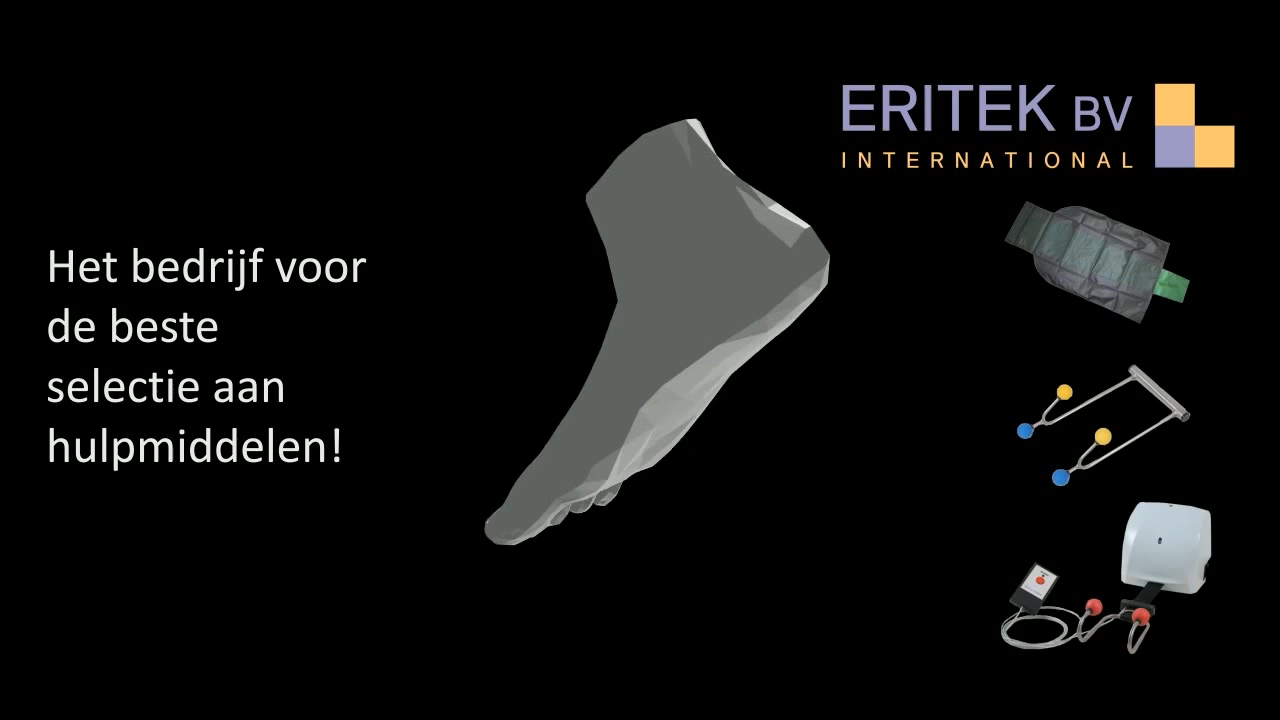 ERITEK BV
INTERNATIONAL
Het bedrijf voor
de beste
selectie aan
hulpmiddelen!